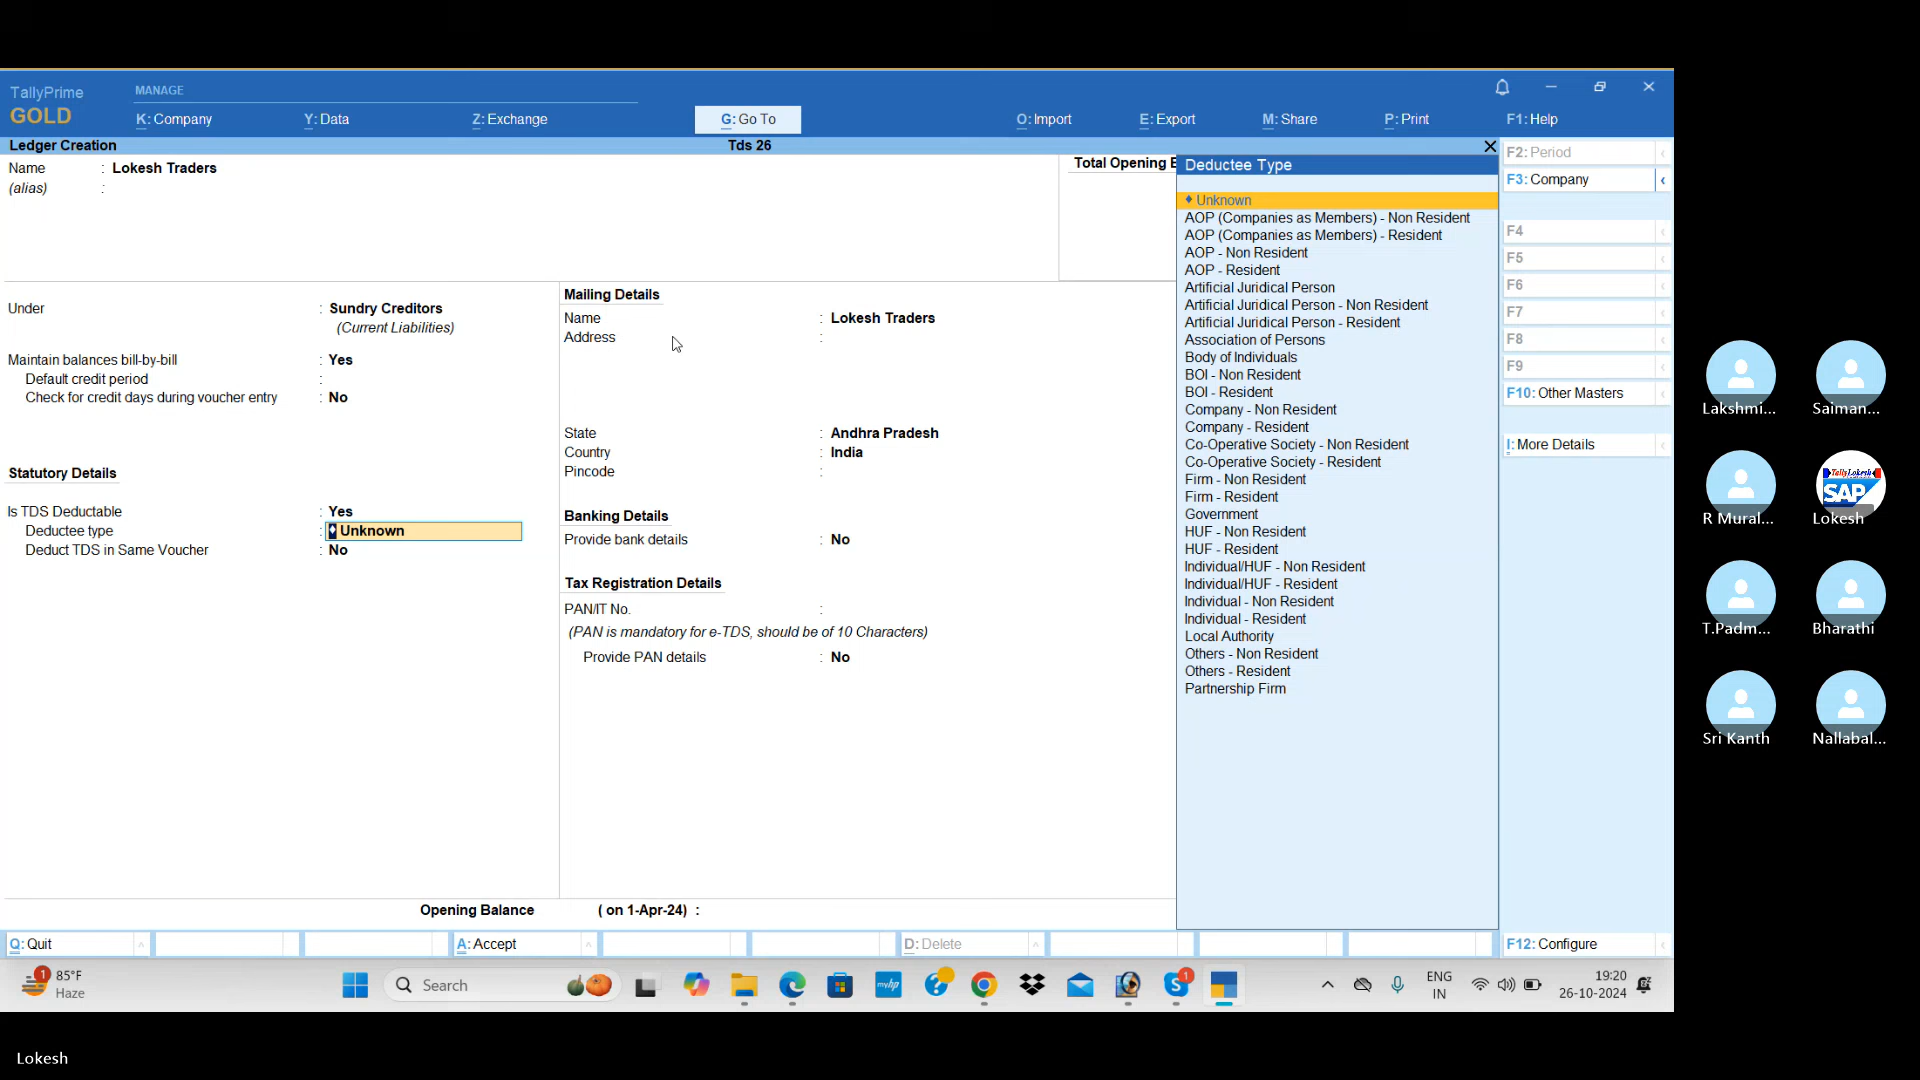 TallyPrime
GOLD
MANAGE
K: Company
Y: Data
Z: Exchange
G: Go To
O: Import
E: Export
M: Share
P: Print
F1: Help
Ledger Creation
Tds 26
Name : Lokesh Traders
(alias) :
Total Opening B
Under : Sundry Creditors
(Current Liabilities)
Maintain balances bill-by-bill : Yes
Default credit period :
Check for credit days during voucher entry : No
Statutory Details
Is TDS Deductable : Yes
Deductee type : ♦ Unknown
Deduct TDS in Same Voucher : No
Mailing Details
Name : Lokesh Traders
Address :
State : Andhra Pradesh
Country : India
Pincode :
Banking Details
Provide bank details : No
Tax Registration Details
PAN/IT No. :
(PAN is mandatory for e-TDS, should be of 10 Characters)
Provide PAN details : No
Opening Balance ( on 1-Apr-24) :
Deductee Type
♦ Unknown
AOP (Companies as Members) - Non Resident
AOP (Companies as Members) - Resident
AOP - Non Resident
AOP - Resident
Artificial Juridical Person
Artificial Juridical Person - Non Resident
Artificial Juridical Person - Resident
Association of Persons
Body of Individuals
BOI - Non Resident
BOI - Resident
Company - Non Resident
Company - Resident
Co-Operative Society - Non Resident
Co-Operative Society - Resident
Firm - Non Resident
Firm - Resident
Government
HUF - Non Resident
HUF - Resident
Individual/HUF - Non Resident
Individual/HUF - Resident
Individual - Non Resident
Individual - Resident
Local Authority
Others - Non Resident
Others - Resident
Partnership Firm
F2: Period
F3: Company
F4
F5
F6
F7
F8
F9
F10: Other Masters
I: More Details
F12: Configure
Q: Quit
A: Accept
D: Delete
Lakshmi...
Saiman...
R Mural...
TallyLokesh
SAP
Lokesh
T.Padm...
Bharathi
Sri Kanth
Nallabal...
1
85°F
Haze
Search
myhp
1
ENG
IN
19:20
26-10-2024
Lokesh